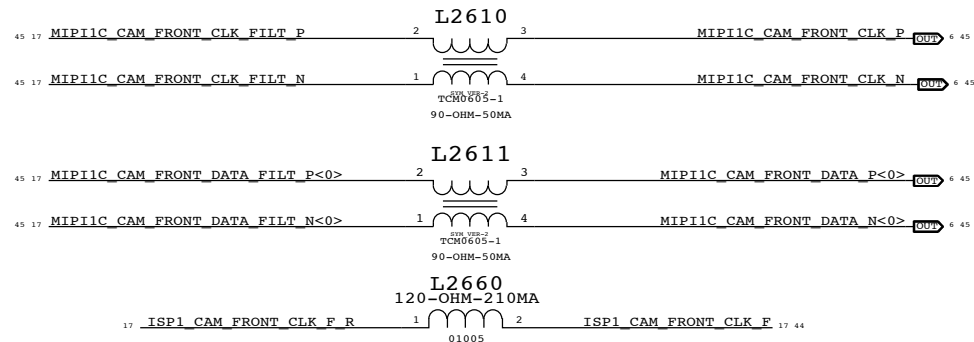 L2610
45 17 MIPI1C_CAM_FRONT_CLK_FILT_P 2 3 MIPI1C_CAM_FRONT_CLK_P OUT 6 45
45 17 MIPI1C_CAM_FRONT_CLK_FILT_N 1 4 MIPI1C_CAM_FRONT_CLK_N OUT 6 45
SYM_VER-2
TCM0605-1
90-OHM-50MA
L2611
45 17 MIPI1C_CAM_FRONT_DATA_FILT_P<0> 2 3 MIPI1C_CAM_FRONT_DATA_P<0> OUT 6 45
45 17 MIPI1C_CAM_FRONT_DATA_FILT_N<0> 1 4 MIPI1C_CAM_FRONT_DATA_N<0> OUT 6 45
SYM_VER-2
TCM0605-1
90-OHM-50MA
L2660
120-OHM-210MA
17 ISP1_CAM_FRONT_CLK_F_R 1 2 ISP1_CAM_FRONT_CLK_F 17 44
01005